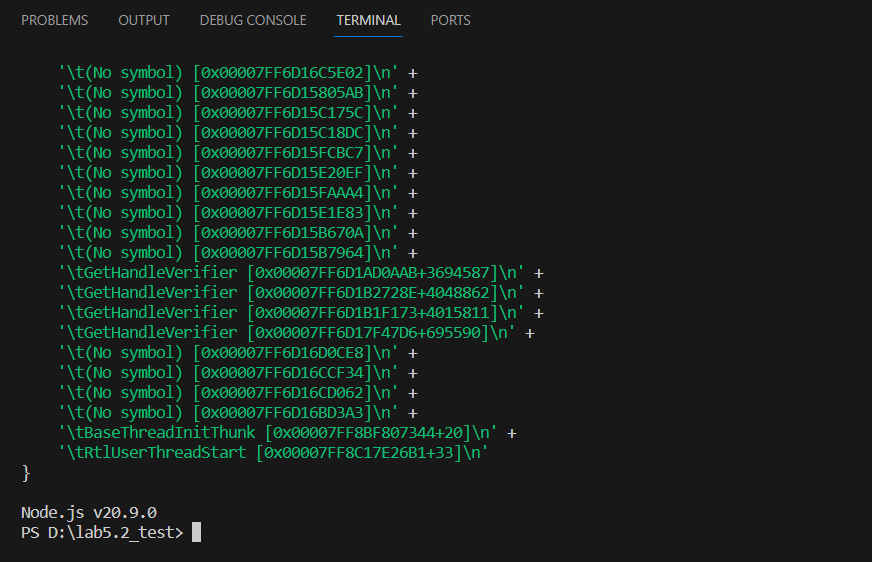 PROBLEMS OUTPUT DEBUG CONSOLE TERMINAL PORTS
'\t(No symbol) [0x00007FF6D16C5E02]\n' +
'\t(No symbol) [0x00007FF6D15805AB]\n' +
'\t(No symbol) [0x00007FF6D15C175C]\n' +
'\t(No symbol) [0x00007FF6D15C18DC]\n' +
'\t(No symbol) [0x00007FF6D15FCBC7]\n' +
'\t(No symbol) [0x00007FF6D15E20EF]\n' +
'\t(No symbol) [0x00007FF6D15FAAA4]\n' +
'\t(No symbol) [0x00007FF6D15E1E83]\n' +
'\t(No symbol) [0x00007FF6D15B670A]\n' +
'\t(No symbol) [0x00007FF6D15B7964]\n' +
'\tGetHandleVerifier [0x00007FF6D1AD0AAB+3694587]\n' +
'\tGetHandleVerifier [0x00007FF6D1B2728E+4048862]\n' +
'\tGetHandleVerifier [0x00007FF6D1B1F173+4015811]\n' +
'\tGetHandleVerifier [0x00007FF6D17F47D6+695590]\n' +
'\t(No symbol) [0x00007FF6D16D0CE8]\n' +
'\t(No symbol) [0x00007FF6D16CCF34]\n' +
'\t(No symbol) [0x00007FF6D16CD062]\n' +
'\t(No symbol) [0x00007FF6D16BD3A3]\n' +
'\tBaseThreadInitThunk [0x00007FF8BF807344+20]\n' +
'\tRtlUserThreadStart [0x00007FF8C17E26B1+33]\n'
}
Node.js v20.9.0
PS D:\lab5.2_test>